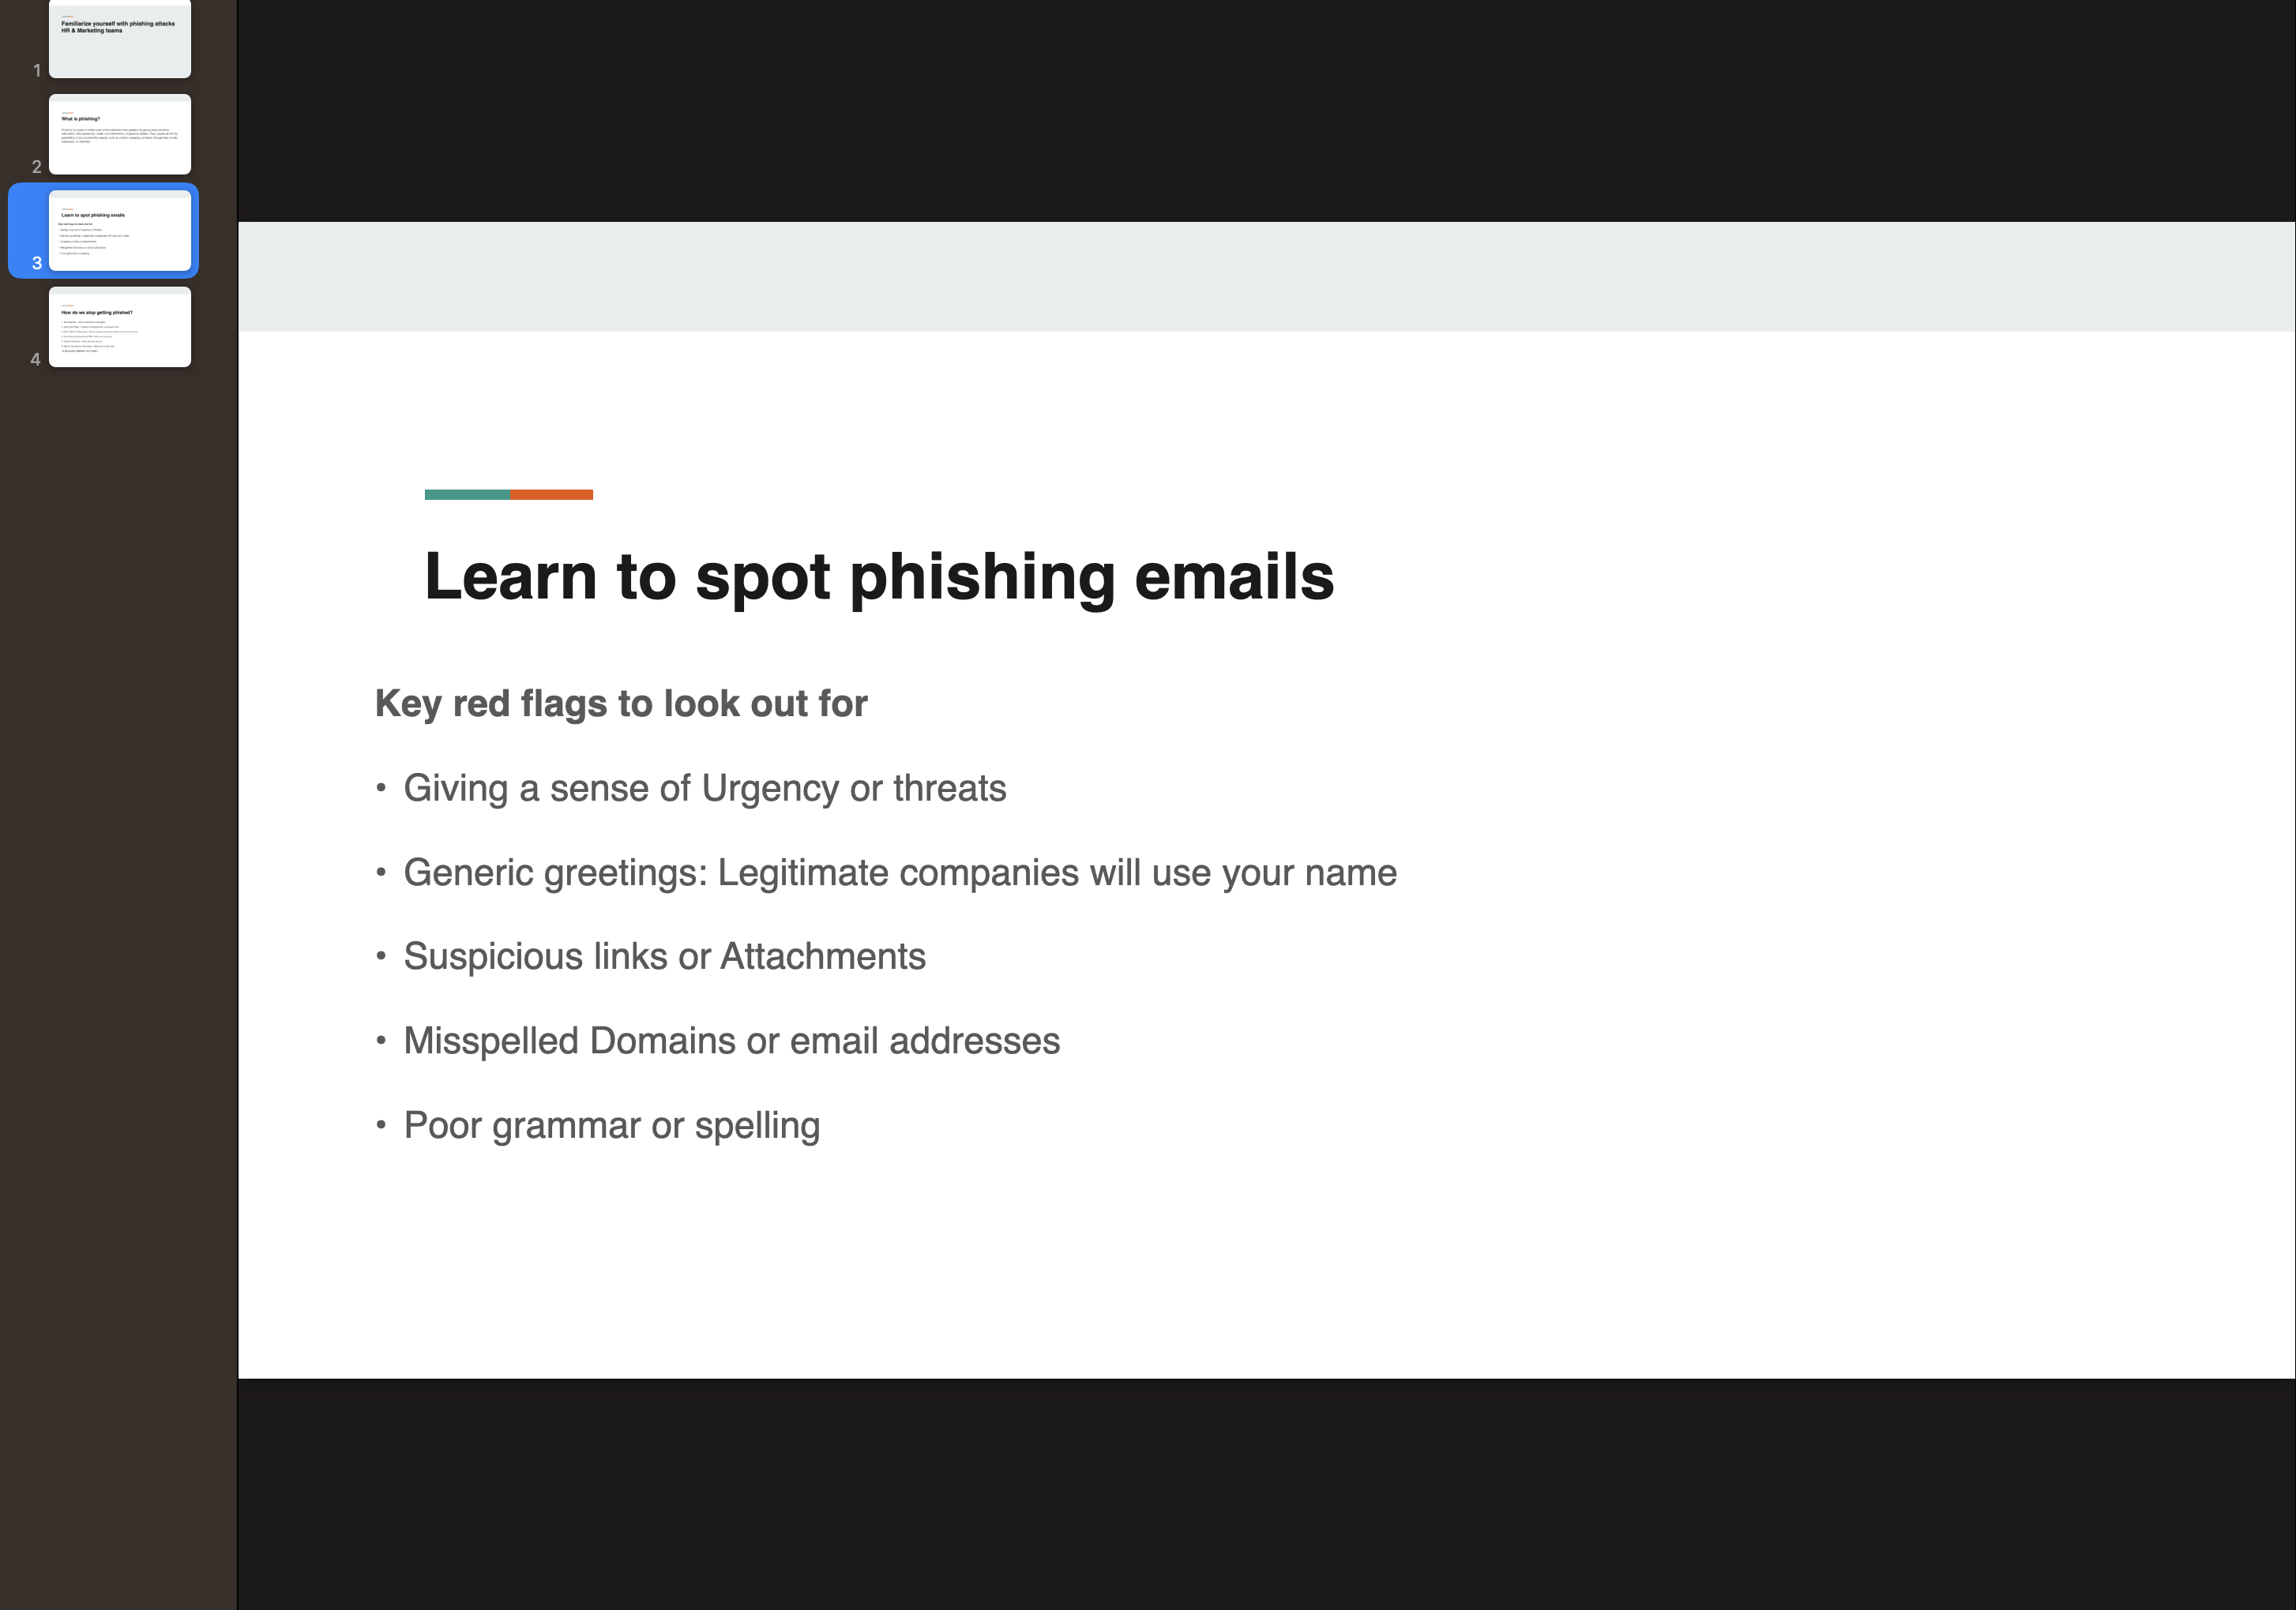 Familiarize yourself with phishing attacks
HR & Marketing teams
1
What is phishing?
2
Learn to spot phishing emails
3
How do we stop getting phished?
4
Learn to spot phishing emails
Key red flags to look out for
• Giving a sense of Urgency or threats
• Generic greetings: Legitimate companies will use your name
• Suspicious links or Attachments
• Misspelled Domains or email addresses
• Poor grammar or spelling